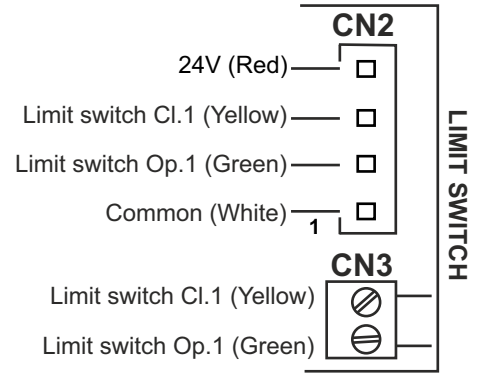 CN2
24V (Red)
Limit switch Cl.1 (Yellow)
Limit switch Op.1 (Green)
Common (White)
1
LIMIT SWITCH
CN3
Limit switch Cl.1 (Yellow)
Limit switch Op.1 (Green)